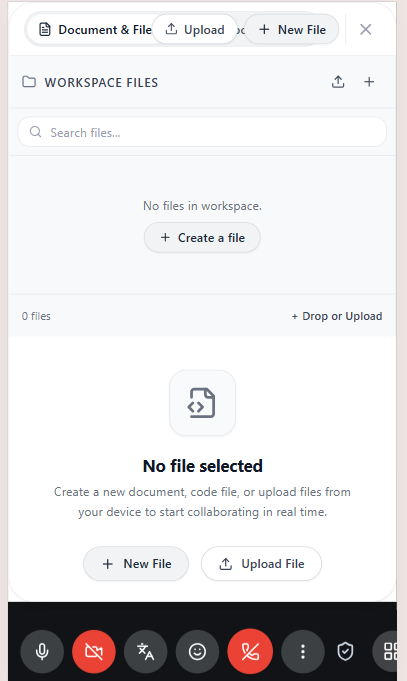 Document & File
Upload
New File
WORKSPACE FILES
Search files...
No files in workspace.
Create a file
0 files
+ Drop or Upload
No file selected
Create a new document, code file, or upload files from
your device to start collaborating in real time.
New File
Upload File